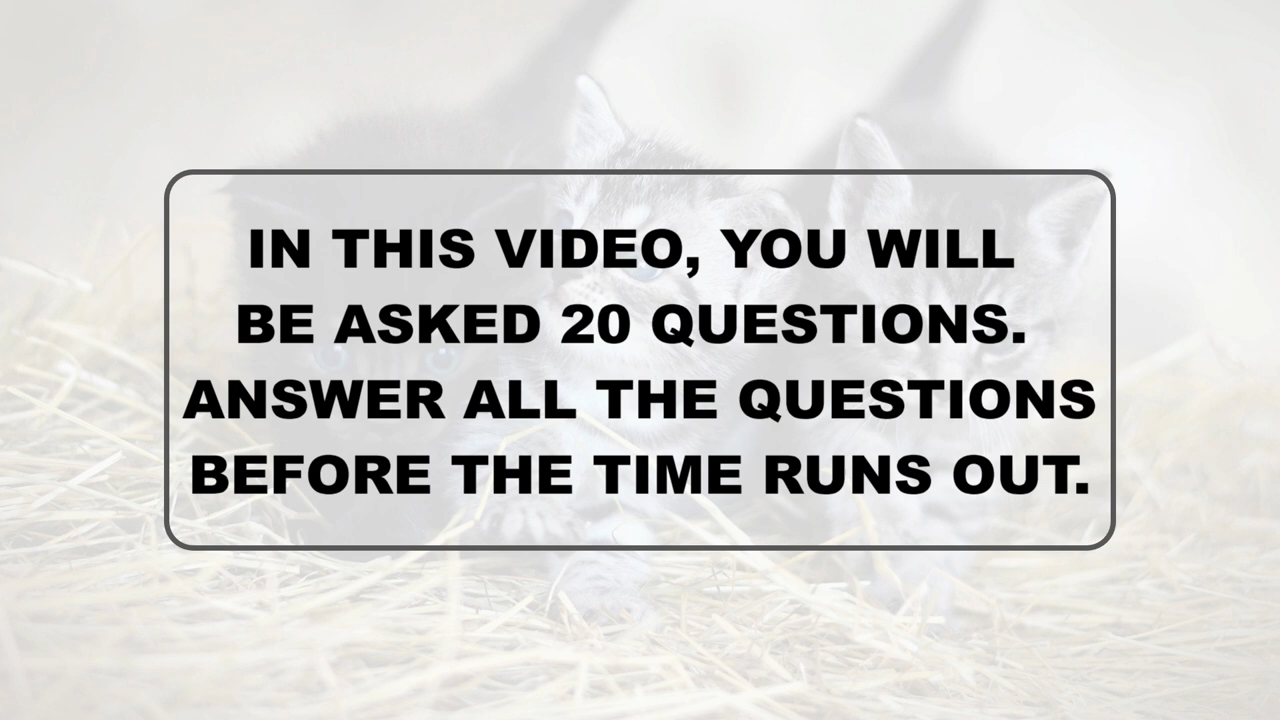 IN THIS VIDEO, YOU WILL
BE ASKED 20 QUESTIONS.
ANSWER ALL THE QUESTIONS
BEFORE THE TIME RUNS OUT.